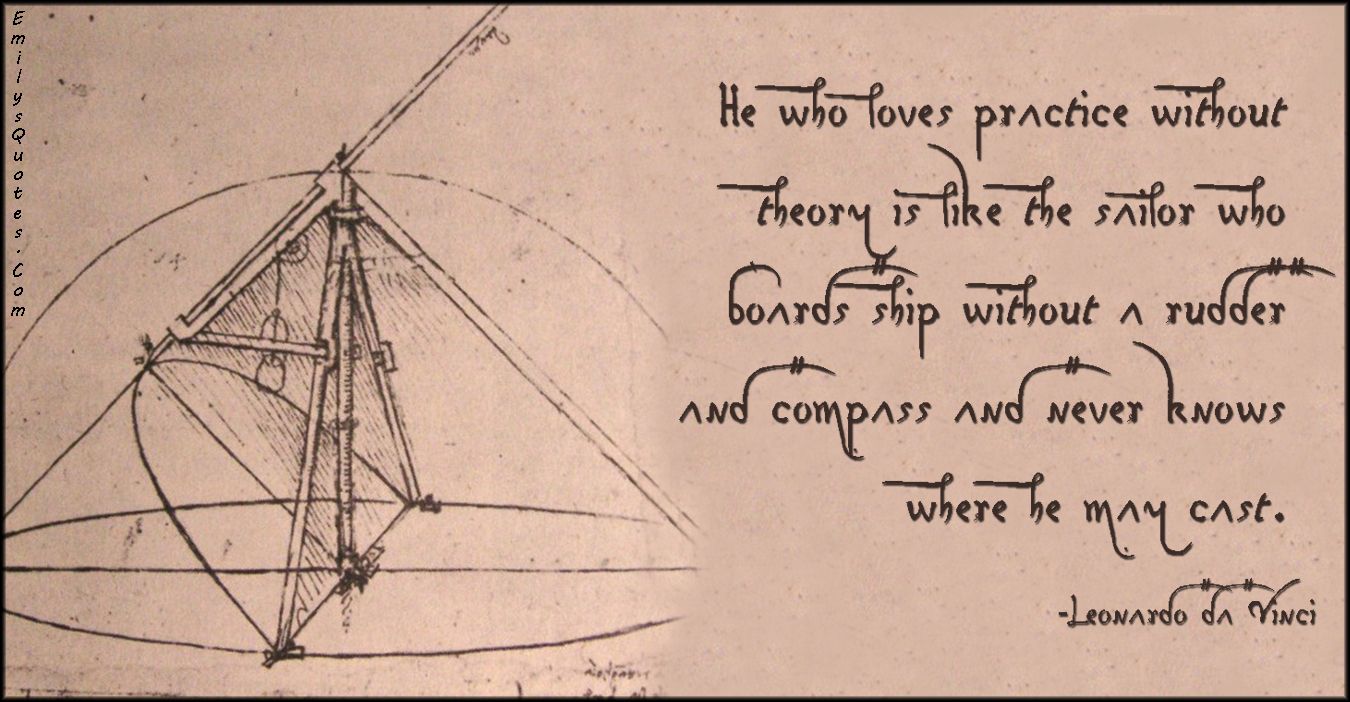 EmilysQuotes.Com
He who loves practice without
theory is like the sailor who
boards ship without a rudder
and compass and never knows
where he may cast.
-Leonardo da Vinci